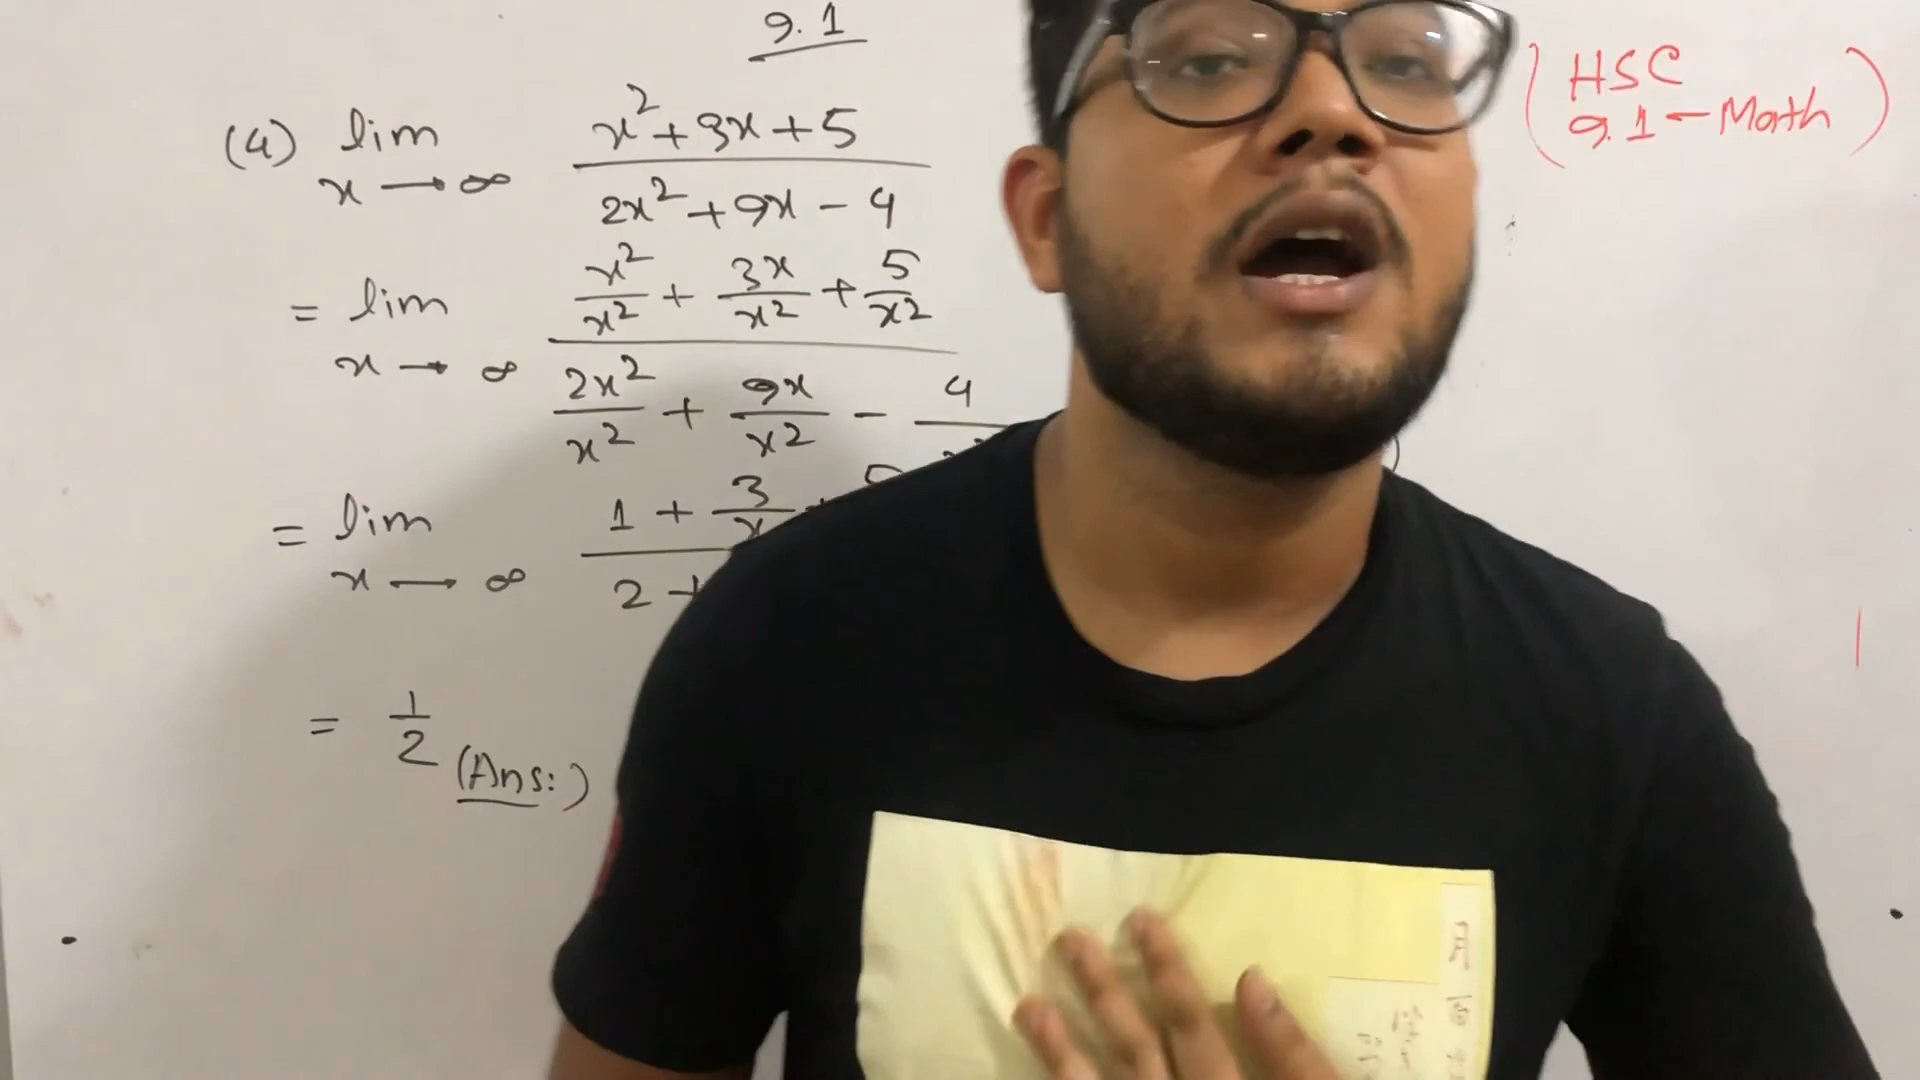 9.1
(HSC
9.1 - Math)
(4) lim x → ∞ (x² + 3x + 5) / (2x² + 9x - 4)
= lim x → ∞ (x²/x² + 3x/x² + 5/x²) / (2x²/x² + 9x/x² - 4/
= lim x → ∞ (1 + 3/x + 5) / (2 +
= 1/2 (Ans:)